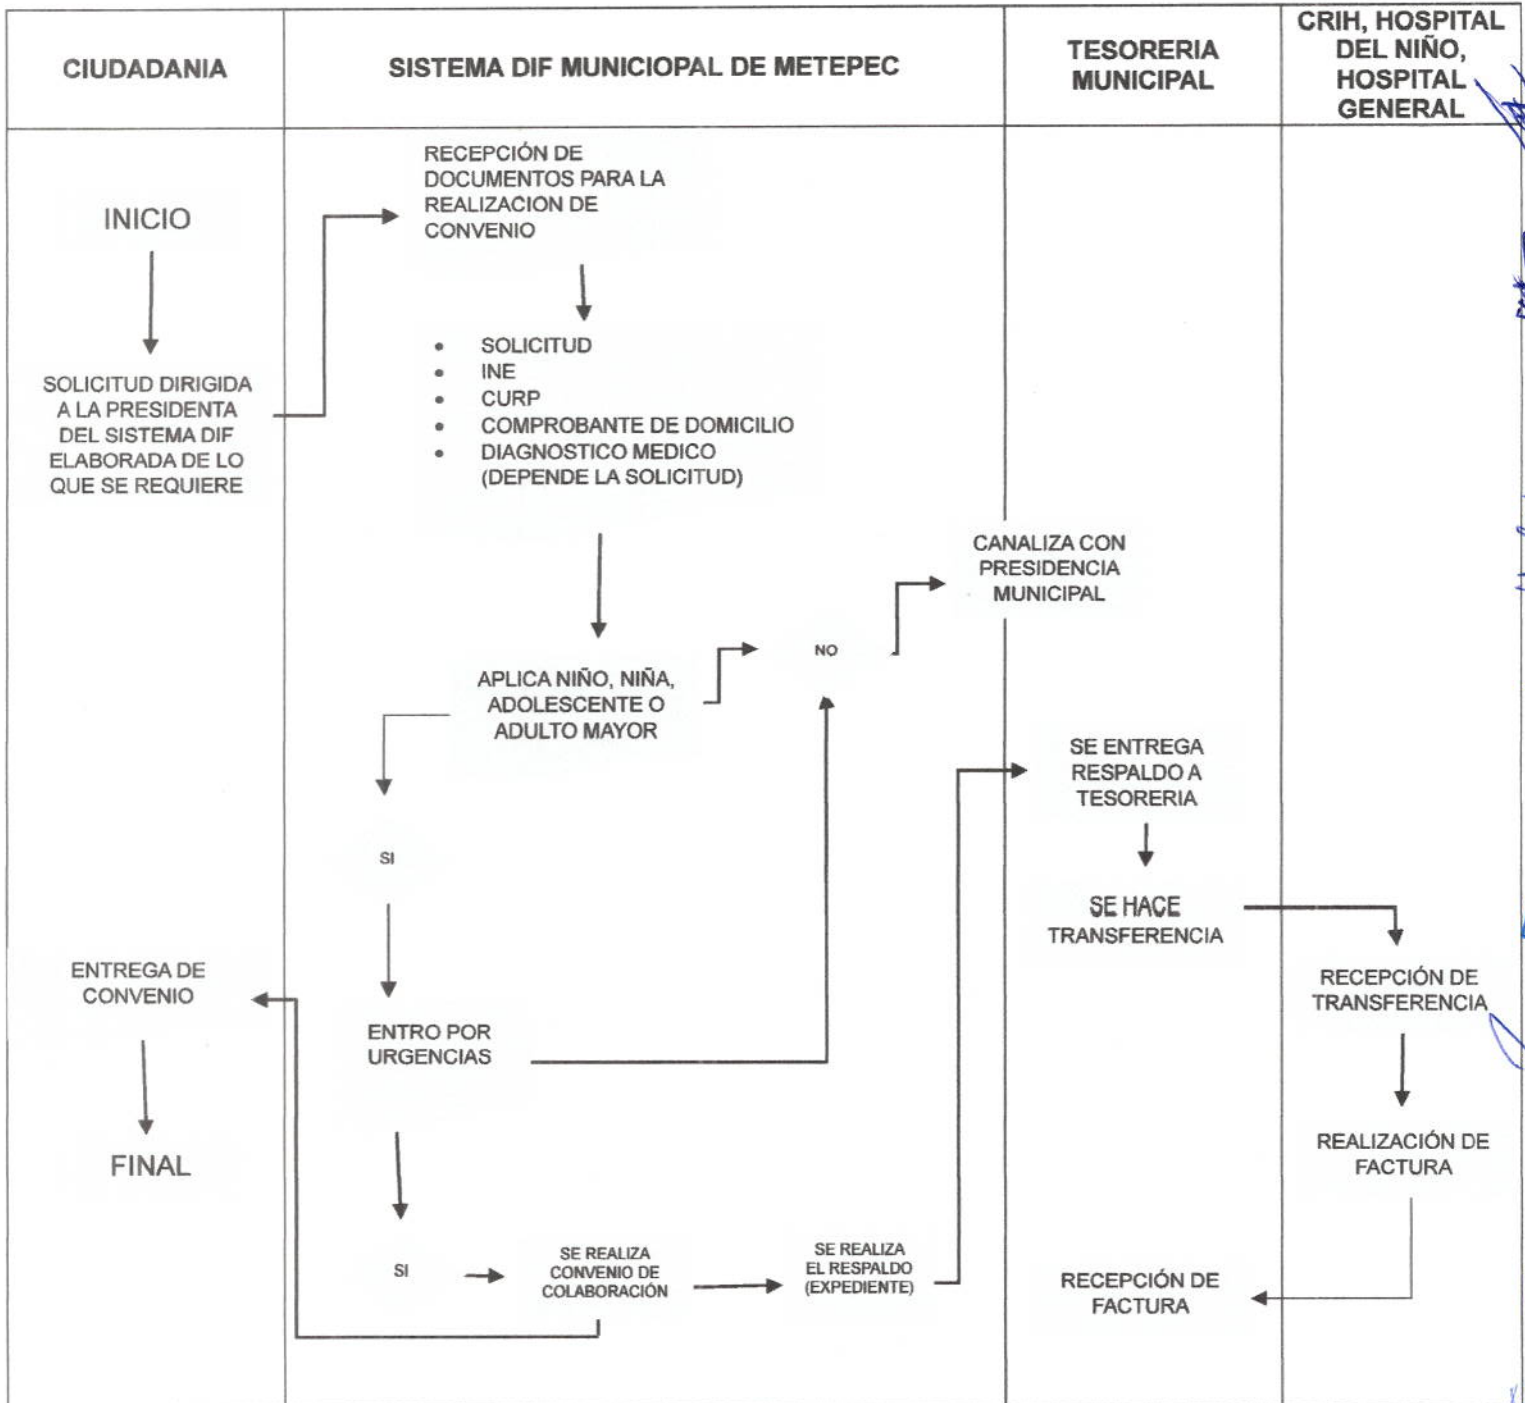 CIUDADANIA
SISTEMA DIF MUNICIOPAL DE METEPEC
TESORERIA
MUNICIPAL
CRIH, HOSPITAL
DEL NIÑO,
HOSPITAL
GENERAL
INICIO
SOLICITUD DIRIGIDA
A LA PRESIDENTA
DEL SISTEMA DIF
ELABORADA DE LO
QUE SE REQUIERE
RECEPCIÓN DE
DOCUMENTOS PARA LA
REALIZACION DE
CONVENIO
• SOLICITUD
• INE
• CURP
• COMPROBANTE DE DOMICILIO
• DIAGNOSTICO MEDICO
(DEPENDE LA SOLICITUD)
APLICA NIÑO, NIÑA,
ADOLESCENTE O
ADULTO MAYOR
NO
CANALIZA CON
PRESIDENCIA
MUNICIPAL
SI
ENTRO POR
URGENCIAS
SI
SE REALIZA
CONVENIO DE
COLABORACIÓN
SE REALIZA
EL RESPALDO
(EXPEDIENTE)
ENTREGA DE
CONVENIO
FINAL
SE ENTREGA
RESPALDO A
TESORERIA
SE HACE
TRANSFERENCIA
RECEPCIÓN DE
TRANSFERENCIA
REALIZACIÓN DE
FACTURA
RECEPCIÓN DE
FACTURA